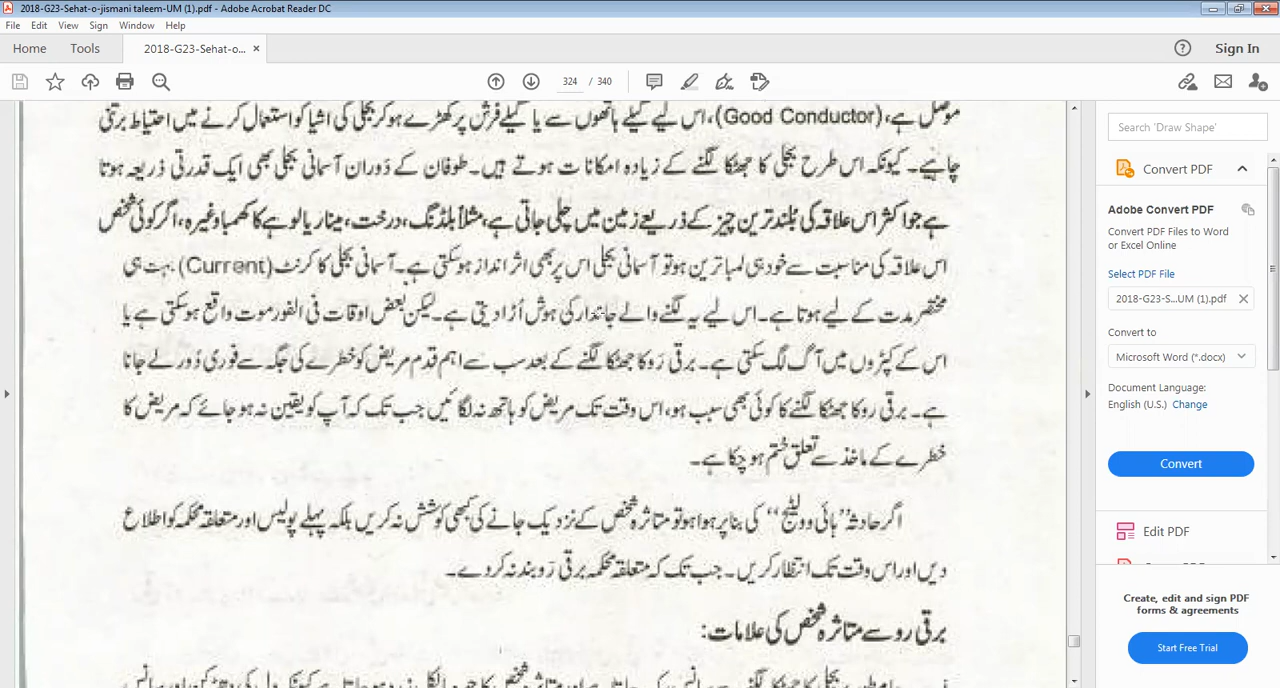 2018-G23-Sehat-o-jismani taleem-UM (1).pdf - Adobe Acrobat Reader DC
File Edit View Sign Window Help
Home Tools 2018-G23-Sehat-o... × Sign In
324 / 340
موصل ہے، (Good Conductor)، اس لیے گیلے ہاتھوں سے یا گیلے فرش پر کھڑے ہو کر بجلی کی اشیا کو استعمال کرنے میں احتیاط برتنی
چاہیے۔ کیونکہ اس طرح بجلی کا جھٹکا لگنے کے زیادہ امکانات ہوتے ہیں۔ طوفان کے دَوران آسمانی بجلی بھی ایک قدرتی ذریعہ ہوتا
ہے جو اکثر اس علاقہ کی بلند ترین چیز کے ذریعے زمین میں چلی جاتی ہے، مثلاً بلڈنگ، درخت، مینار یا لوہے کا کھمبا وغیرہ، اگر کوئی شخص
اس علاقہ کی مناسبت سے خود ہی لمبا ترین ہو تو آسمانی بجلی اس پر بھی اثر انداز ہو سکتی ہے۔ آسمانی بجلی کا کرنٹ (Current) بہت ہی
مختصر مدت کے لیے ہوتا ہے۔ اس لیے یہ لگنے والے جاندار کی ہوش اُڑا دیتی ہے۔ لیکن بعض اوقات فی الفور موت واقع ہو سکتی ہے یا
اس کے کپڑوں میں آگ لگ سکتی ہے۔ برقی رَو کا جھٹکا لگنے کے بعد سب سے اہم قدم مریض کو خطرے کی جگہ سے فوری دُور لے جانا
ہے۔ برقی رو کا جھٹکا لگنے کا کوئی بھی سبب ہو، اس وقت تک مریض کو ہاتھ نہ لگائیں جب تک کہ آپ کو یقین نہ ہو جائے کہ مریض کا
خطرے کے ماخذ سے تعلق ختم ہو چکا ہے۔
اگر حادثہ ”ہائی وولٹیج“ کی بنا پر ہوا ہو تو متاثرہ شخص کے نزدیک جانے کی کبھی کوشش نہ کریں بلکہ پہلے پولیس اور متعلقہ محکمہ کو اطلاع
دیں اور اس وقت تک انتظار کریں۔ جب تک کہ متعلقہ محکمہ برقی رَو بند نہ کر دے۔
برقی رو سے متاثرہ شخص کی علامات:
Search 'Draw Shape'
Convert PDF
Adobe Convert PDF
Convert PDF Files to Word
or Excel Online
Select PDF File
2018-G23-S...UM (1).pdf
Convert to
Microsoft Word (*.docx)
Document Language:
English (U.S.) Change
Convert
Edit PDF
Create, edit and sign PDF
forms & agreements
Start Free Trial